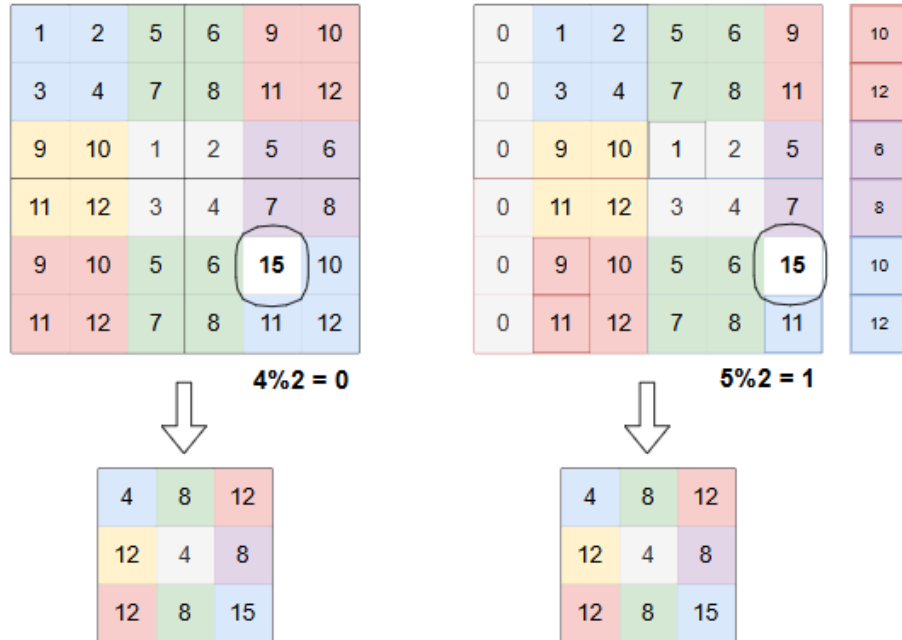 1 2 5 6 9 10
3 4 7 8 11 12
9 10 1 2 5 6
11 12 3 4 7 8
9 10 5 6 15 10
11 12 7 8 11 12
4%2 = 0
4 8 12
12 4 8
12 8 15
0 1 2 5 6 9 10
0 3 4 7 8 11 12
0 9 10 1 2 5 6
0 11 12 3 4 7 8
0 9 10 5 6 15 10
0 11 12 7 8 11 12
5%2 = 1
4 8 12
12 4 8
12 8 15